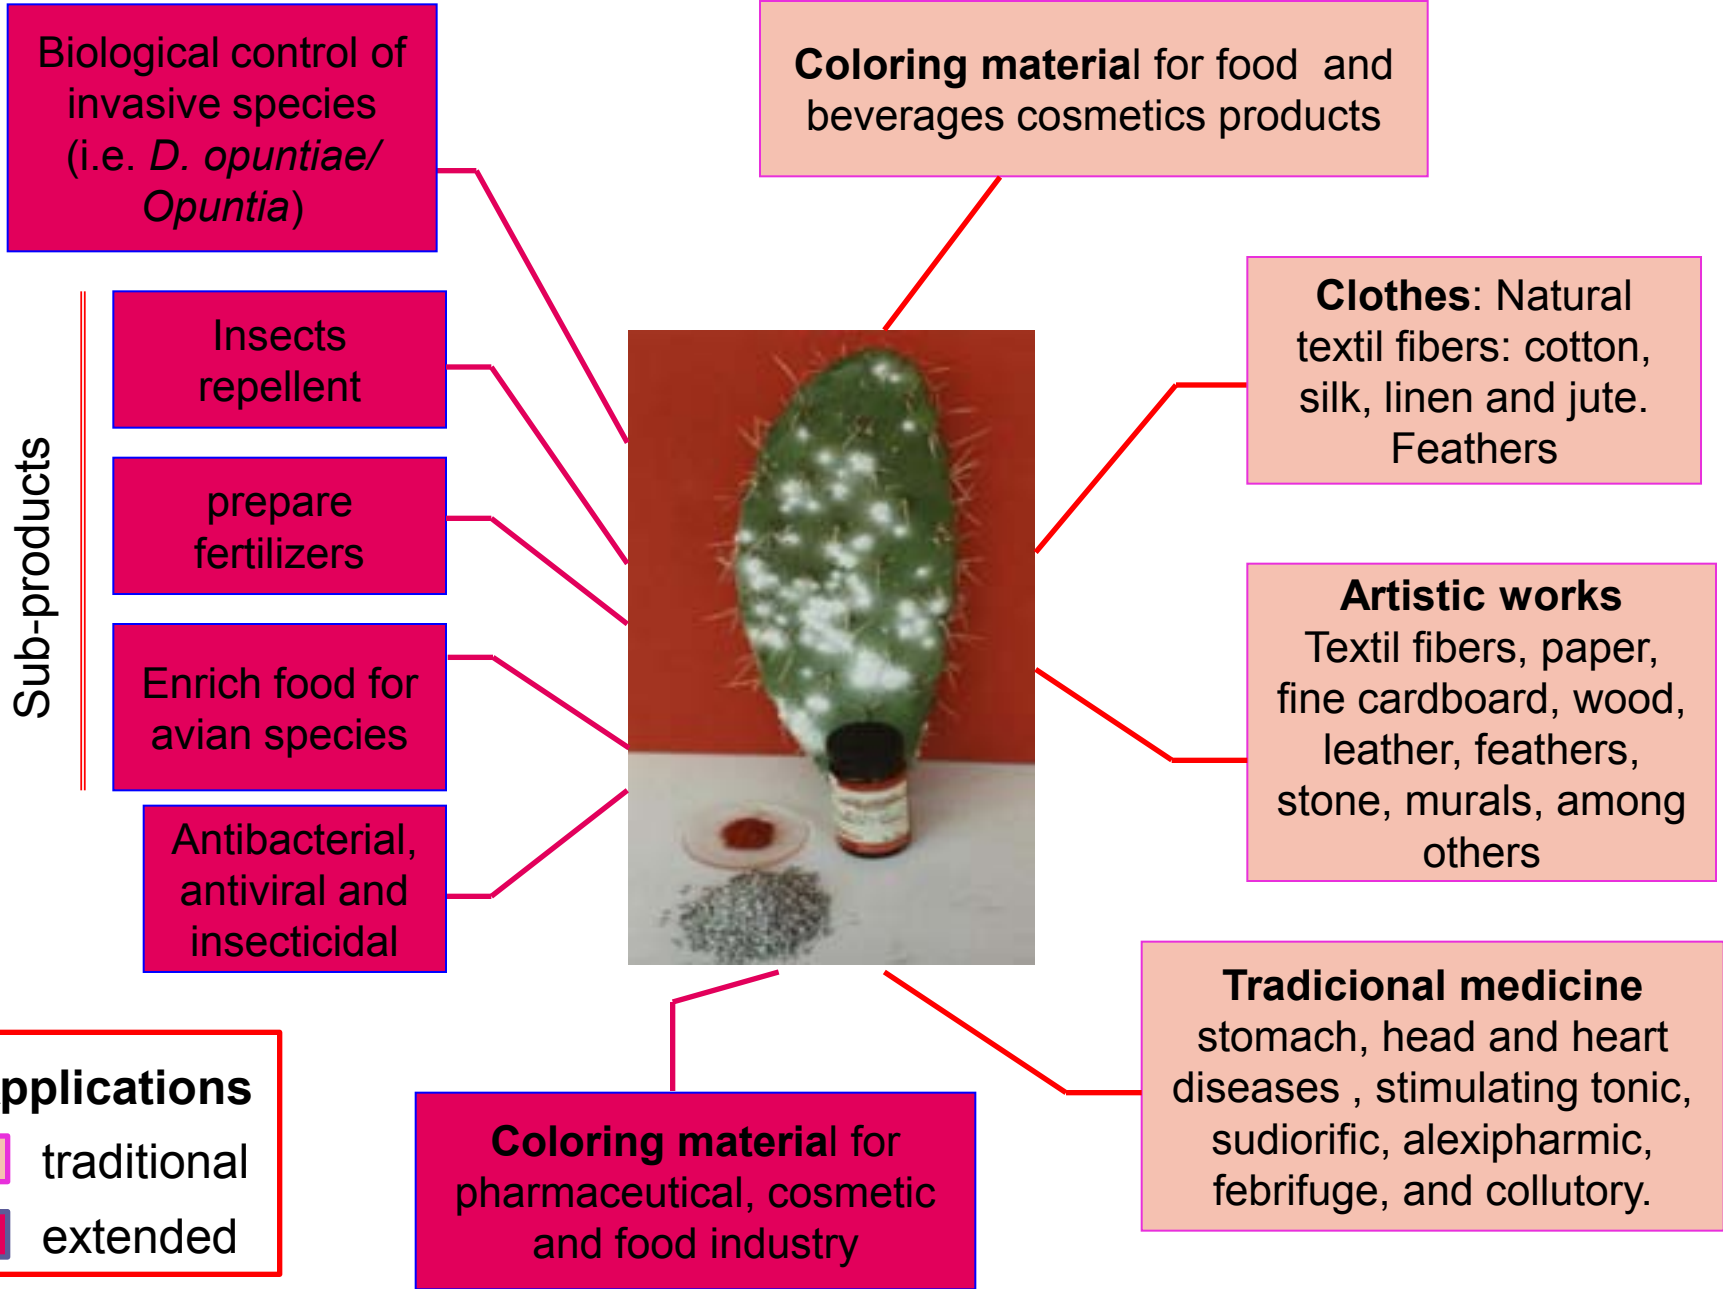 Biological control of
invasive species
(i.e. D. opuntiae/
Opuntia)
Coloring material for food and
beverages cosmetics products
Sub-products
Insects
repellent
prepare
fertilizers
Enrich food for
avian species
Antibacterial,
antiviral and
insecticidal
Clothes: Natural
textil fibers: cotton,
silk, linen and jute.
Feathers
Artistic works
Textil fibers, paper,
fine cardboard, wood,
leather, feathers,
stone, murals, among
others
Tradicional medicine
stomach, head and heart
diseases , stimulating tonic,
sudiorific, alexipharmic,
febrifuge, and collutory.
Coloring material for
pharmaceutical, cosmetic
and food industry
pplications
traditional
extended